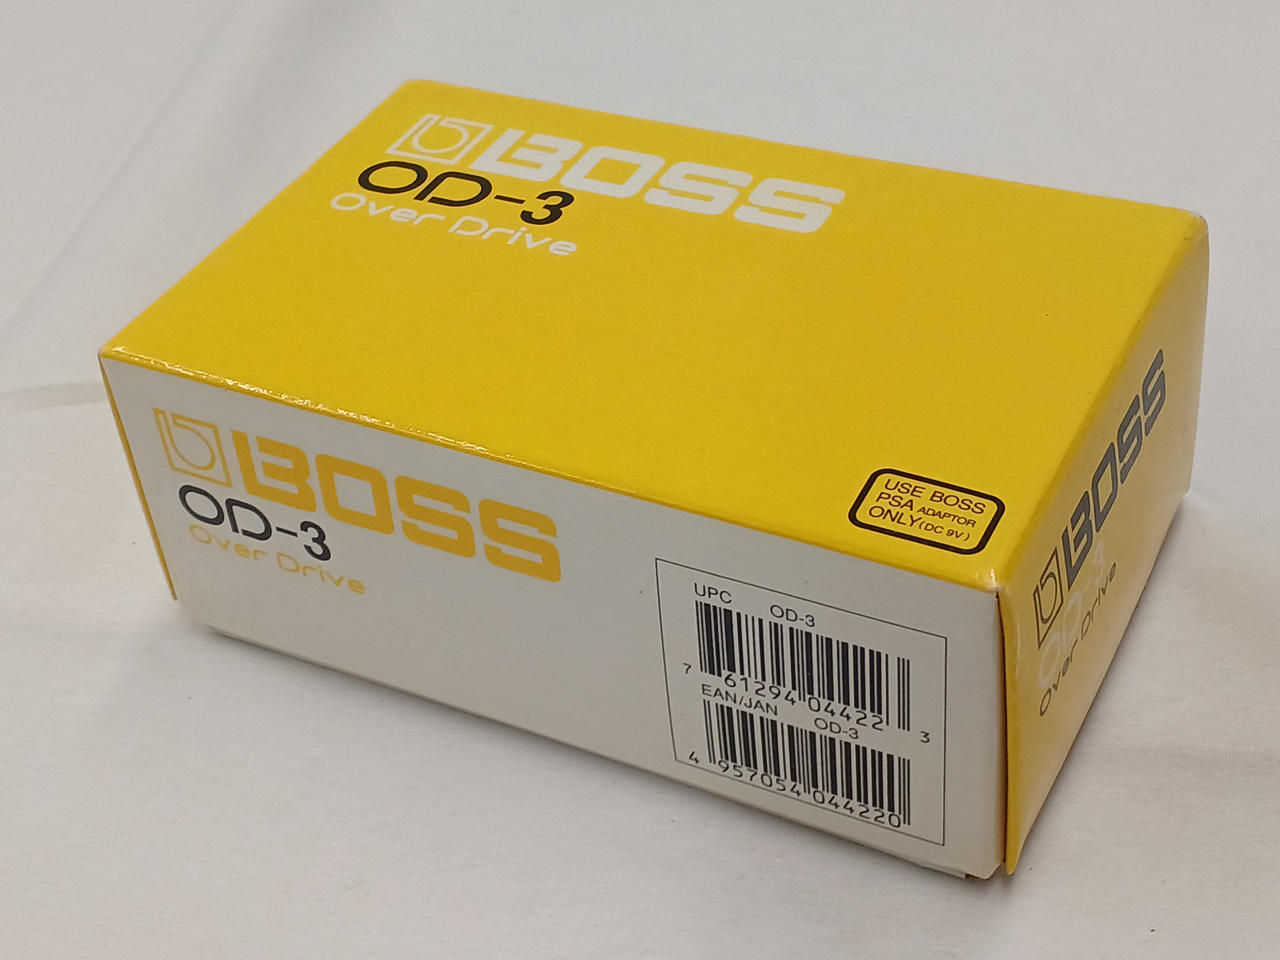 BOSS
OD-3
Over Drive
USE BOSS
PSA ADAPTOR
ONLY (DC 9V)
BOSS
OD-3
Over Drive
UPC OD-3
7 61294 04422 3
EAN/JAN OD-3
4 957054 044220
BOSS
OD-3
Over Drive